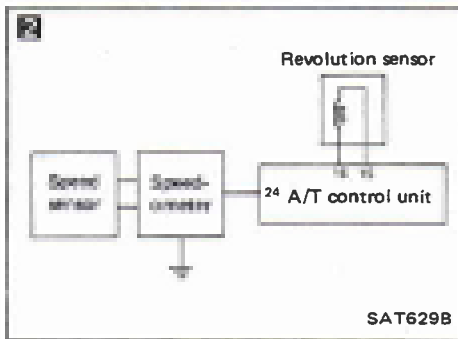 Revolution sensor
Speed sensor
Speed-ometer
24 A/T control unit
SAT629B